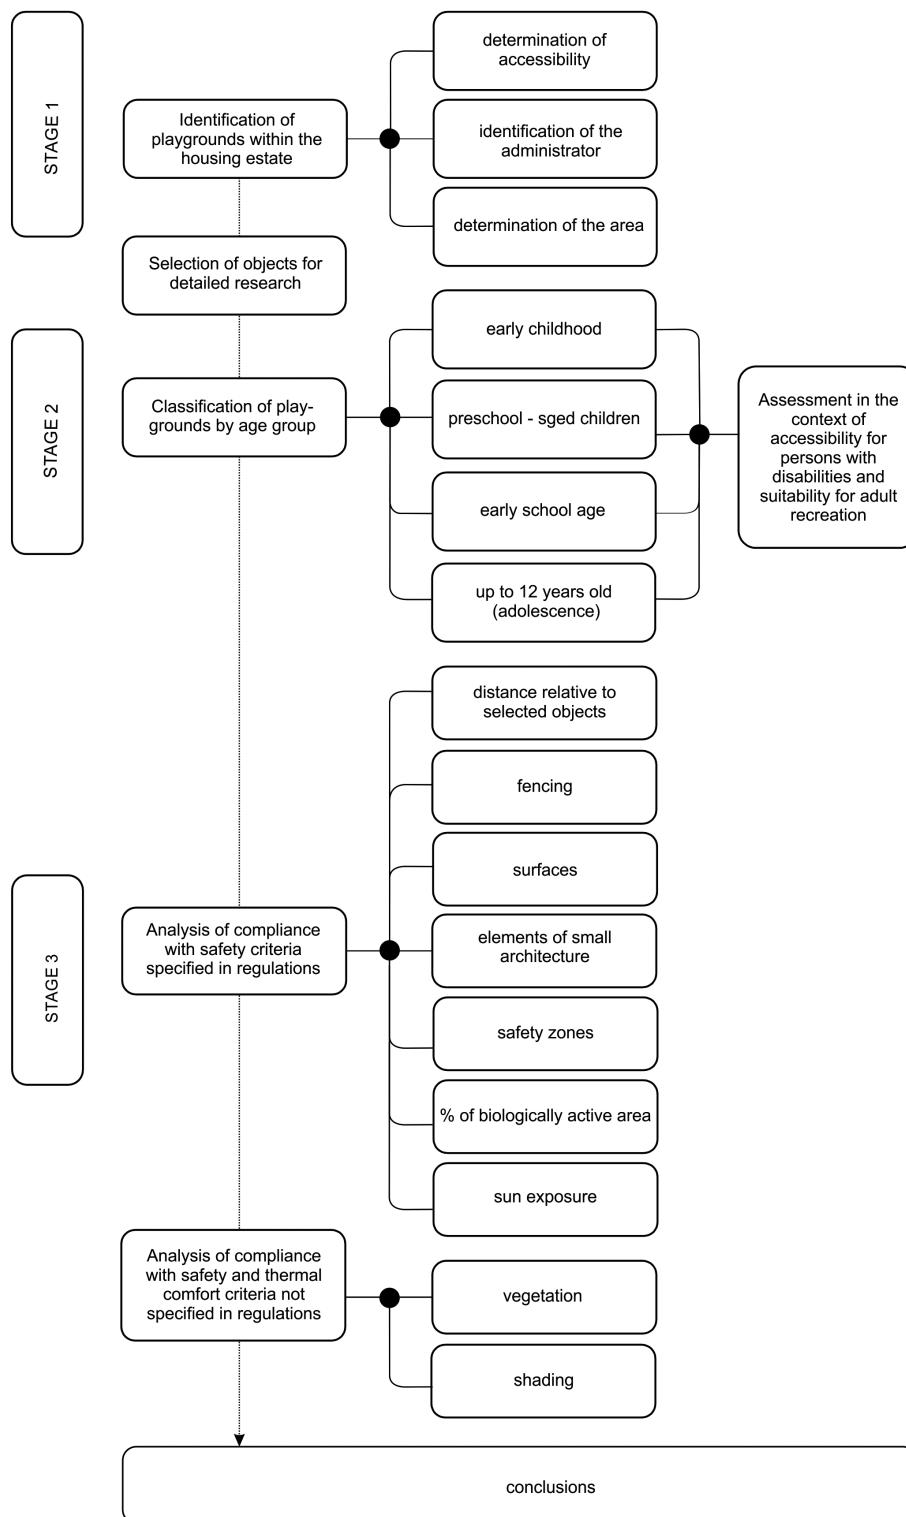 STAGE 1
Identification of
playgrounds within the
housing estate
determination of
accessibility
identification of the
administrator
determination of the area
Selection of objects for
detailed research
STAGE 2
Classification of play-
grounds by age group
early childhood
preschool - sged children
early school age
up to 12 years old
(adolescence)
Assessment in the
context of
accessibility for
persons with
disabilities and
suitability for adult
recreation
STAGE 3
Analysis of compliance
with safety criteria
specified in regulations
distance relative to
selected objects
fencing
surfaces
elements of small
architecture
safety zones
% of biologically active area
sun exposure
Analysis of compliance
with safety and thermal
comfort criteria not
specified in regulations
vegetation
shading
conclusions